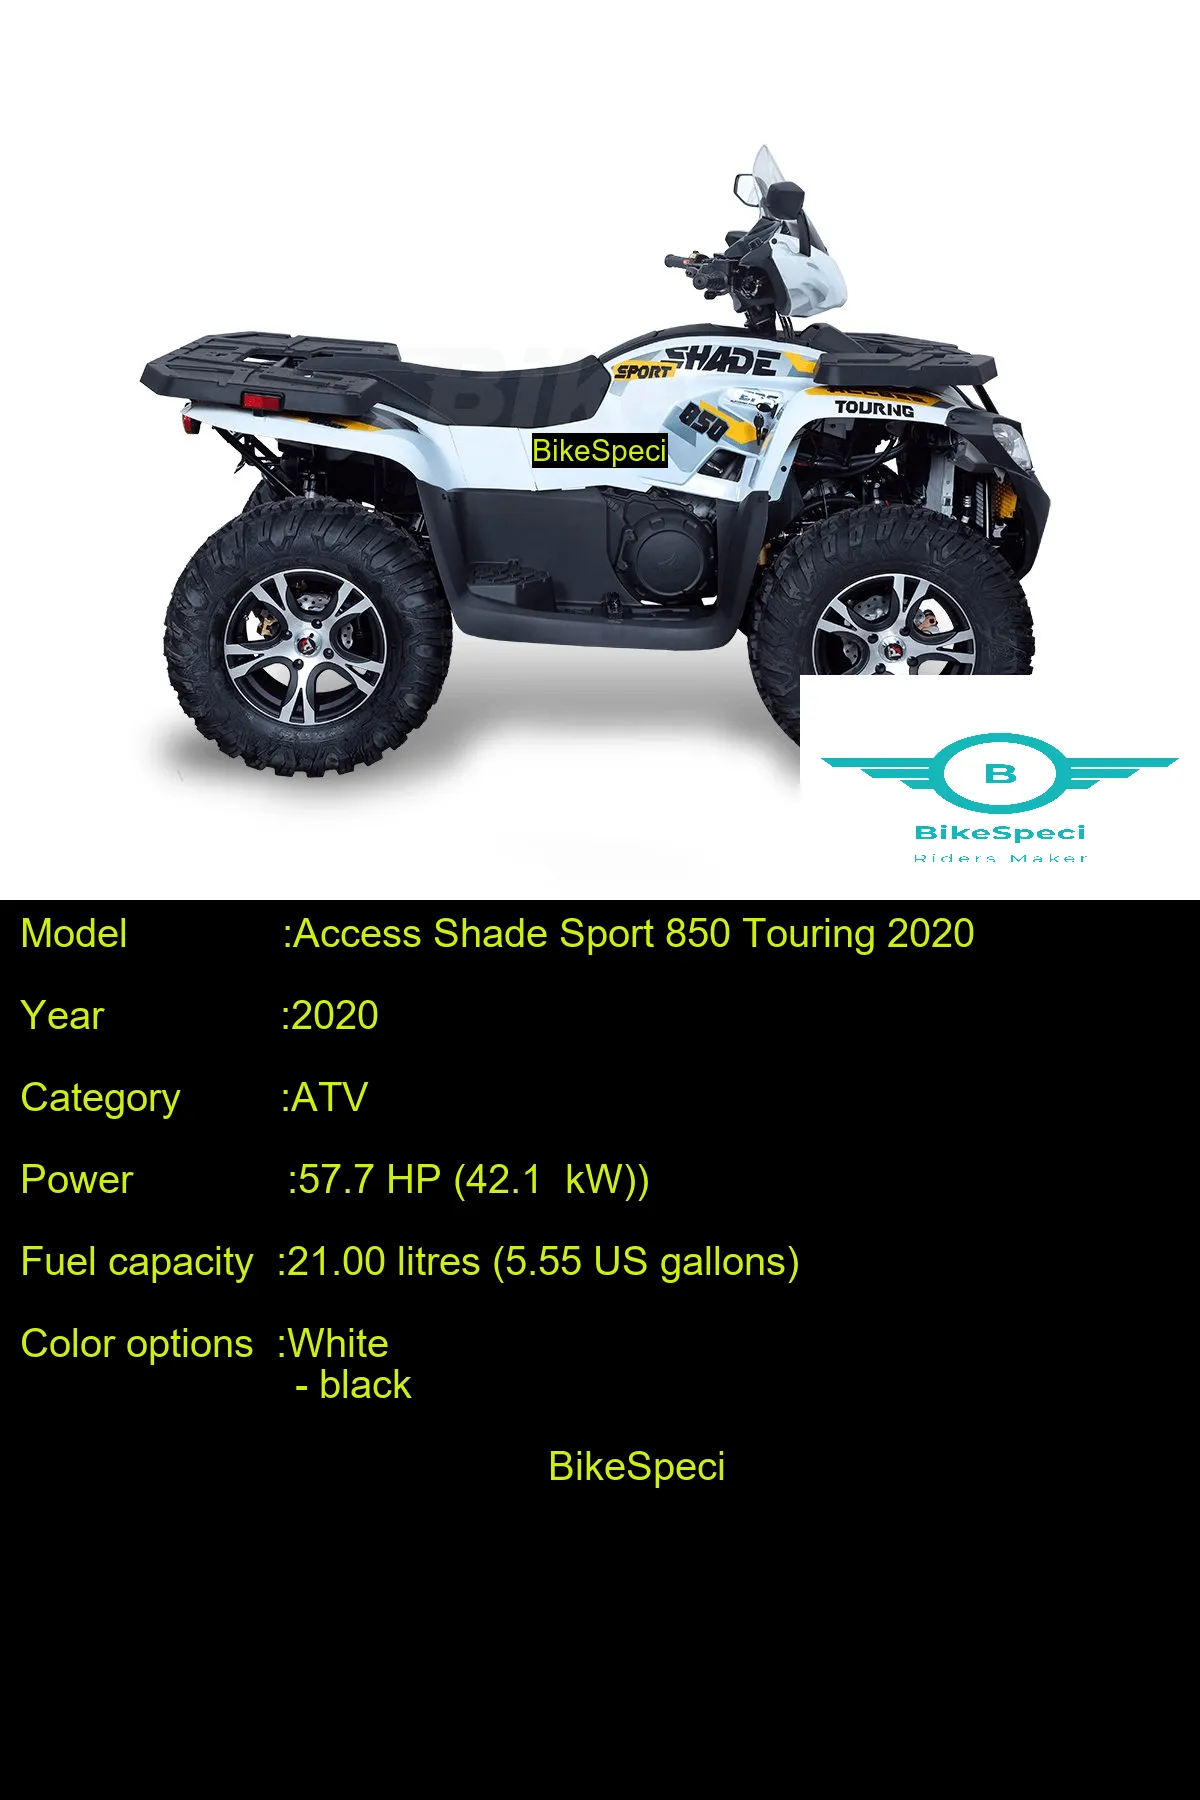 SHADE
SPORT
850
TOURING
BikeSpeci
B
BikeSpeci
Riders Maker
Model :Access Shade Sport 850 Touring 2020
Year :2020
Category :ATV
Power :57.7 HP (42.1 kW))
Fuel capacity :21.00 litres (5.55 US gallons)
Color options :White
- black
BikeSpeci